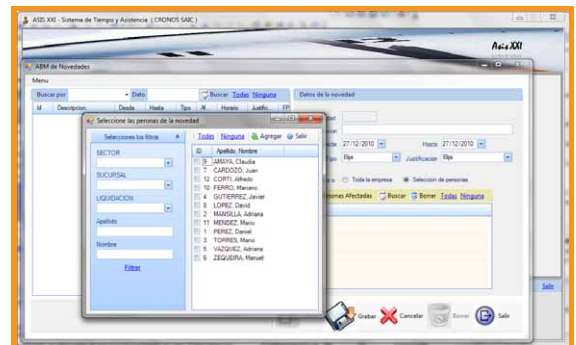 ASIS XXI - Sistema de Tiempo y Asistencia ( CRONOS SAIC )
Asis XXI
ABM de Novedades
Menu
Buscar por
Dato
Buscar Todas Ninguna
Datos de la novedad
Id Descripcion Desde Hasta Tipo Horario Justific... FP
Seleccione las peronas de la novedad
Selecciones los filtros
Todas Ninguna Agregar Salir
ID Apellido, Nombre
SECTOR
9 AMAYA, Claudia
7 CARDOZO, Juan
12 CORTI, Alfredo
10 FERRO, Mariano
4 GUTIERREZ, Javier
8 LOPEZ, David
2 MANSILLA, Adriana
11 MENDEZ, Mario
1 PEREZ, Daniel
3 TORRES, Mario
5 VAZQUEZ, Adriana
6 ZEQUEIRA, Manuel
SUCURSAL
LIQUIDACION
Apellido
Nombre
Filtrar
27/12/2010 Hasta 27/12/2010
Elija Justificacion Elija
Toda la empresa Seleccion de personas
Afectadas Buscar Borrar Todas Ninguna
Salir
Grabar Cancelar Borrar Salir